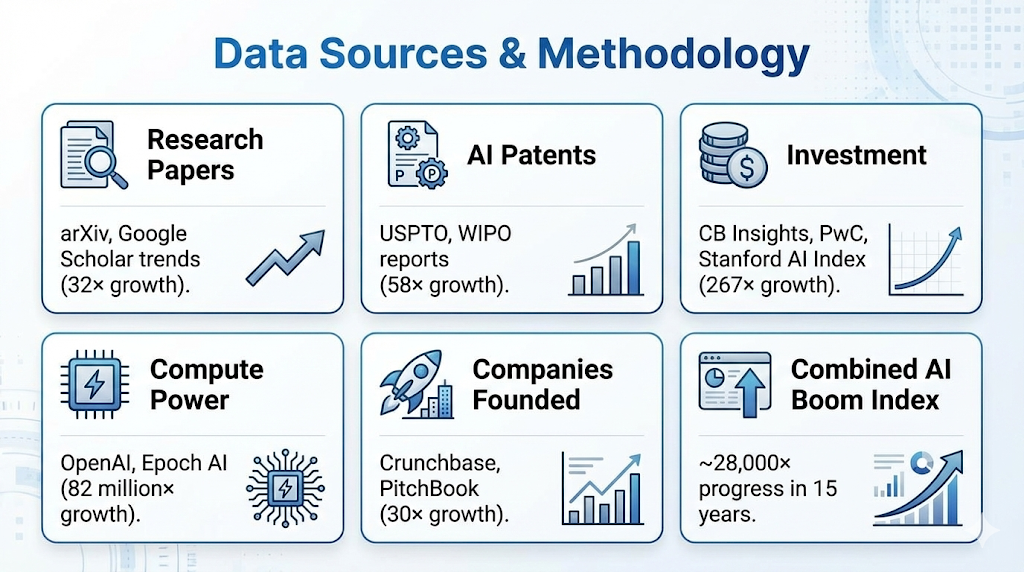 Data Sources & Methodology
Research
Papers
arXiv, Google
Scholar trends
(32× growth).
AI Patents
P
P
USPTO, WIPO
reports
(58× growth).
Investment
$
CB Insights, PwC,
Stanford AI Index
(267× growth).
Compute
Power
OpenAI, Epoch AI
(82 million×
growth).
Companies
Founded
Crunchbase,
PitchBook
(30× growth).
Combined AI
Boom Index
~28,000×
progress in 15
years.